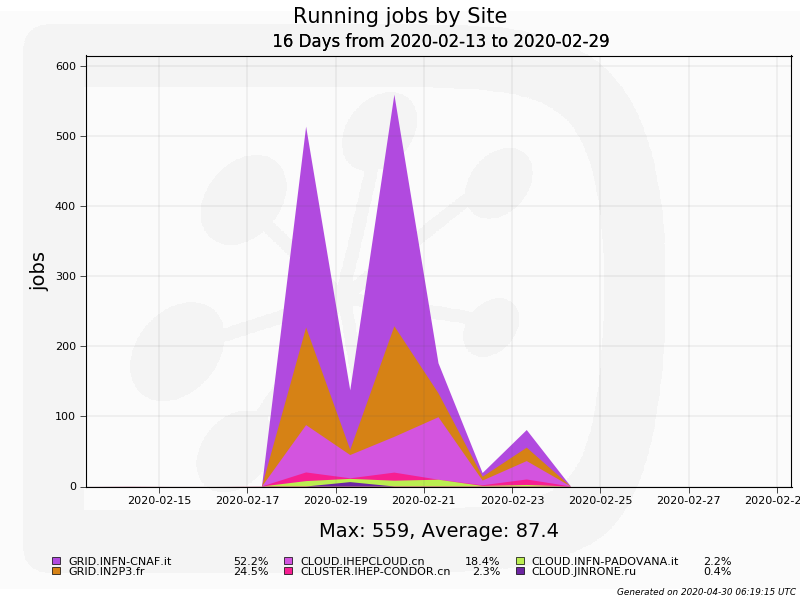 Running jobs by Site
16 Days from 2020-02-13 to 2020-02-29
600
500
400
300
200
100
0
jobs
2020-02-15 2020-02-17 2020-02-19 2020-02-21 2020-02-23 2020-02-25 2020-02-27 2020-02-2
Max: 559, Average: 87.4
GRID.INFN-CNAF.it 52.2% CLOUD.IHEPCLOUD.cn 18.4% CLOUD.INFN-PADOVANA.it 2.2%
GRID.IN2P3.fr 24.5% CLUSTER.IHEP-CONDOR.cn 2.3% CLOUD.JINRONE.ru 0.4%
Generated on 2020-04-30 06:19:15 UTC